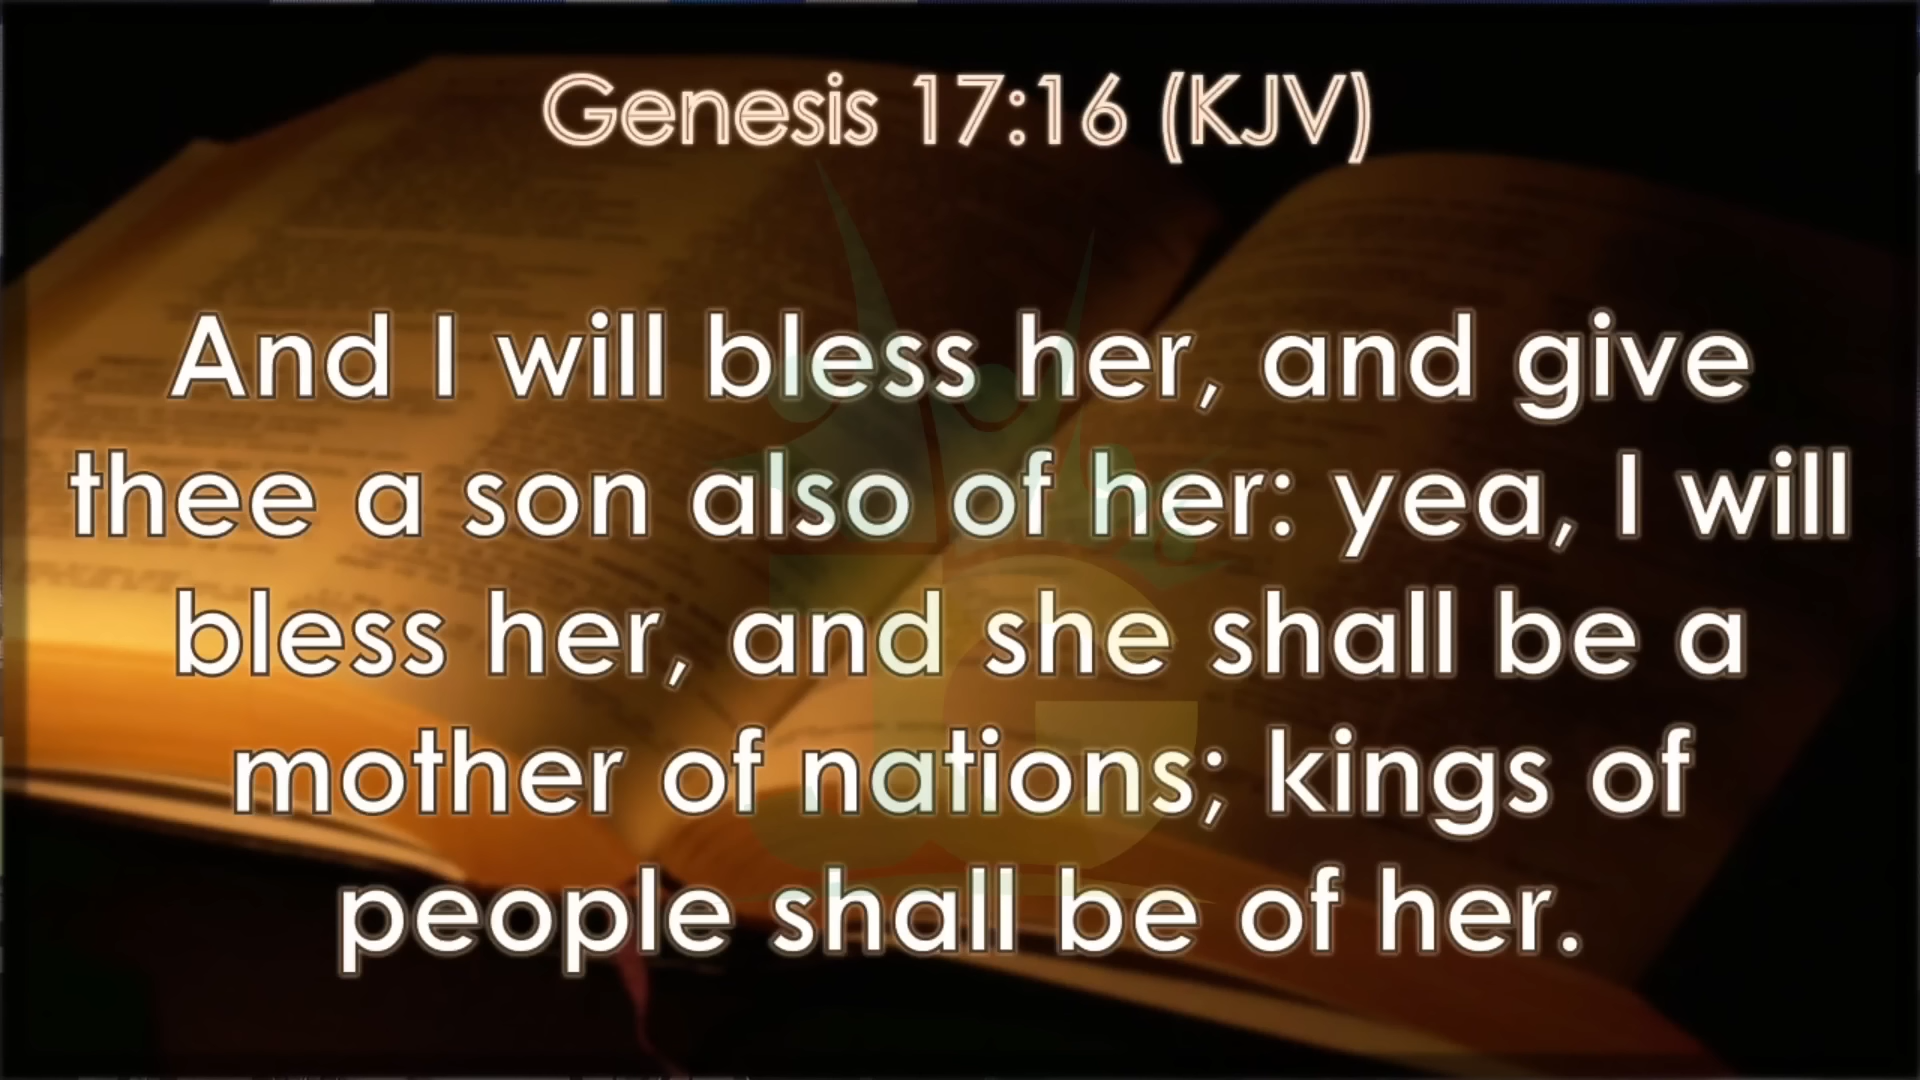 Genesis 17:16 (KJV)
And I will bless her, and give
thee a son also of her: yea, I will
bless her, and she shall be a
mother of nations; kings of
people shall be of her.